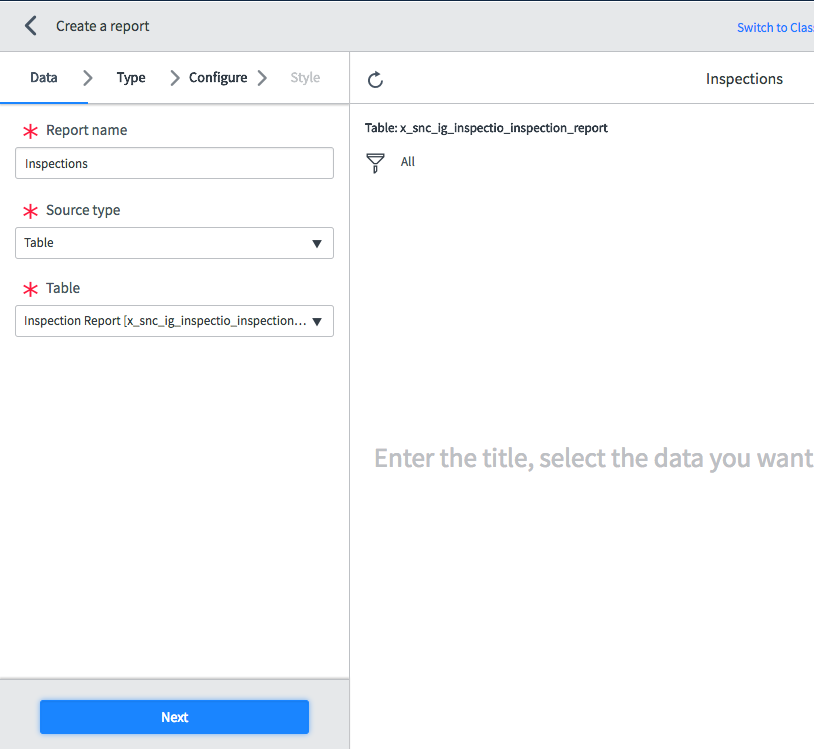 Create a report
Switch to Clas
Data
Type
Configure
Style
Report name
Inspections
Source type
Table
Table
Inspection Report [x_snc_ig_inspectio_inspection...
Next
Inspections
Table: x_snc_ig_inspectio_inspection_report
All
Enter the title, select the data you want